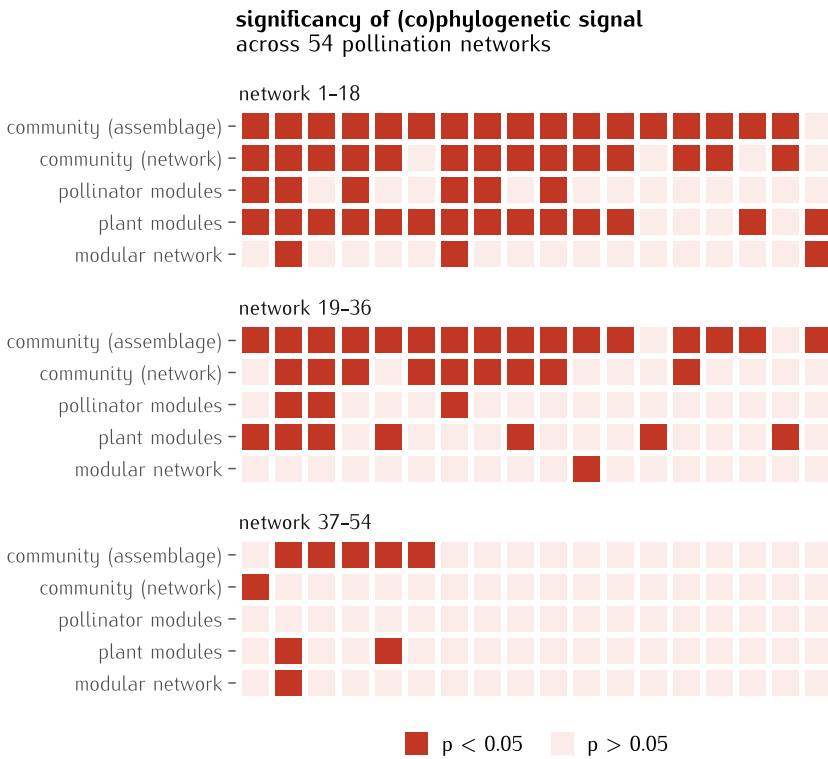 significancy of (co)phylogenetic signal
across 54 pollination networks
network 1–18
community (assemblage)
community (network)
pollinator modules
plant modules
modular network
network 19–36
community (assemblage)
community (network)
pollinator modules
plant modules
modular network
network 37–54
community (assemblage)
community (network)
pollinator modules
plant modules
modular network
p < 0.05 p > 0.05